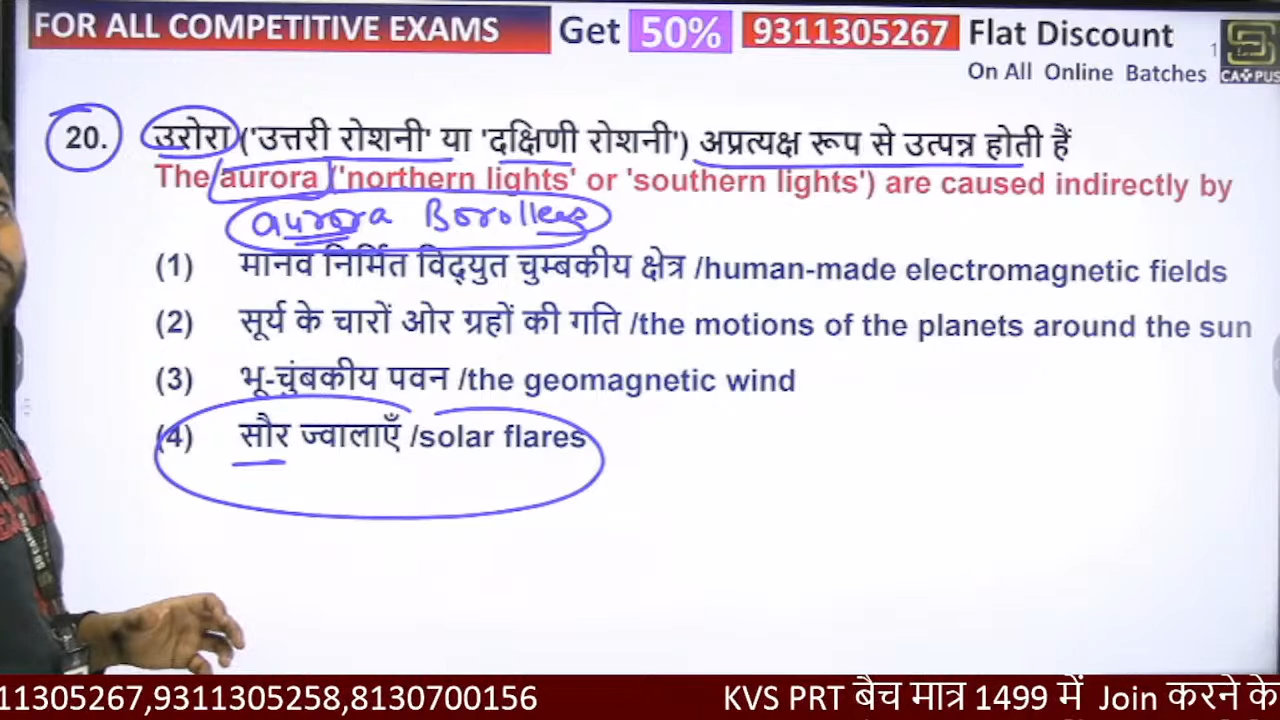 FOR ALL COMPETITIVE EXAMS Get 50% 9311305267 Flat Discount
On All Online Batches
CAMPUS
20. उरोरा ('उत्तरी रोशनी' या 'दक्षिणी रोशनी') अप्रत्यक्ष रूप से उत्पन्न होती हैं
The aurora ('northern lights' or 'southern lights') are caused indirectly by
aurora
(1) मानव निर्मित विद्युत चुम्बकीय क्षेत्र /human-made electromagnetic fields
(2) सूर्य के चारों ओर ग्रहों की गति /the motions of the planets around the sun
(3) भू-चुंबकीय पवन /the geomagnetic wind
(4) सौर ज्वालाएँ /solar flares
11305267,9311305258,8130700156 KVS PRT बैच मात्र 1499 में Join करने के